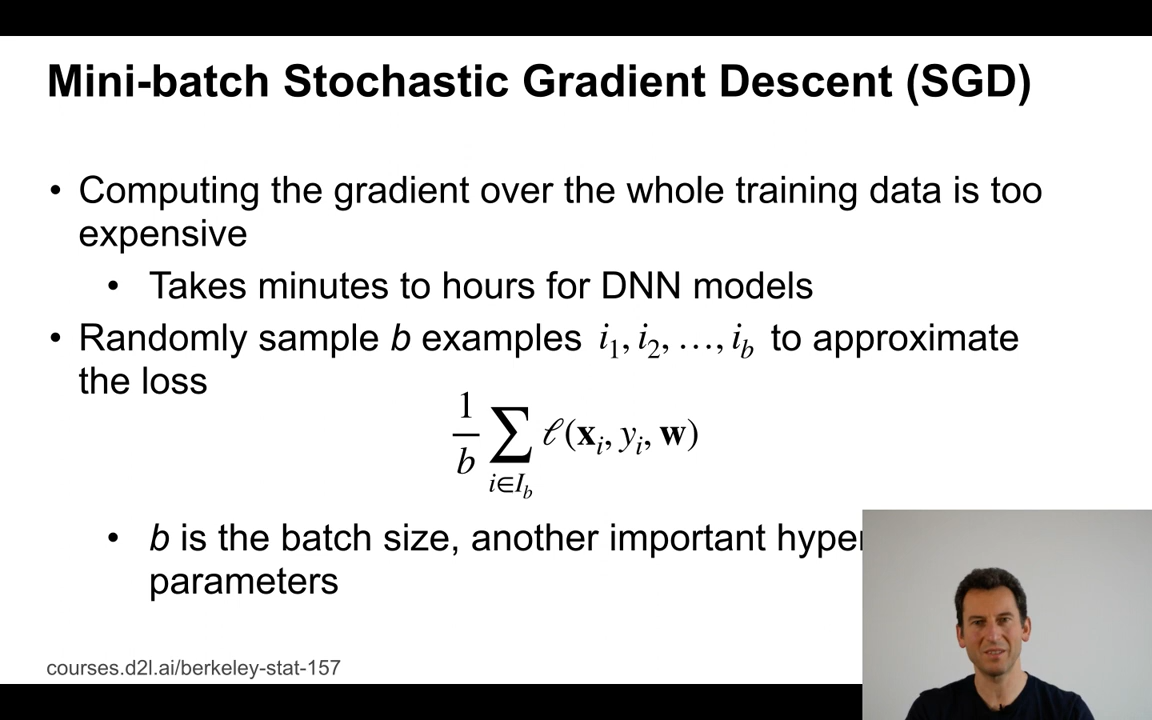 Mini-batch Stochastic Gradient Descent (SGD)
• Computing the gradient over the whole training data is too
expensive
• Takes minutes to hours for DNN models
• Randomly sample b examples i₁, i₂, …, i_b to approximate
the loss
1/b ∑_{i∈I_b} ℓ(𝐱ᵢ, yᵢ, 𝐰)
• b is the batch size, another important hyper
parameters
courses.d2l.ai/berkeley-stat-157